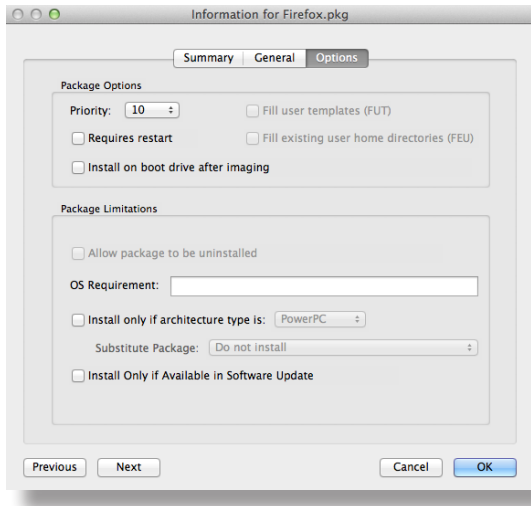 Information for Firefox.pkg
Summary General Options
Package Options
Priority: 10 Fill user templates (FUT)
Requires restart Fill existing user home directories (FEU)
Install on boot drive after imaging
Package Limitations
Allow package to be uninstalled
OS Requirement:
Install only if architecture type is: PowerPC
Substitute Package: Do not install
Install Only if Available in Software Update
Previous Next Cancel OK